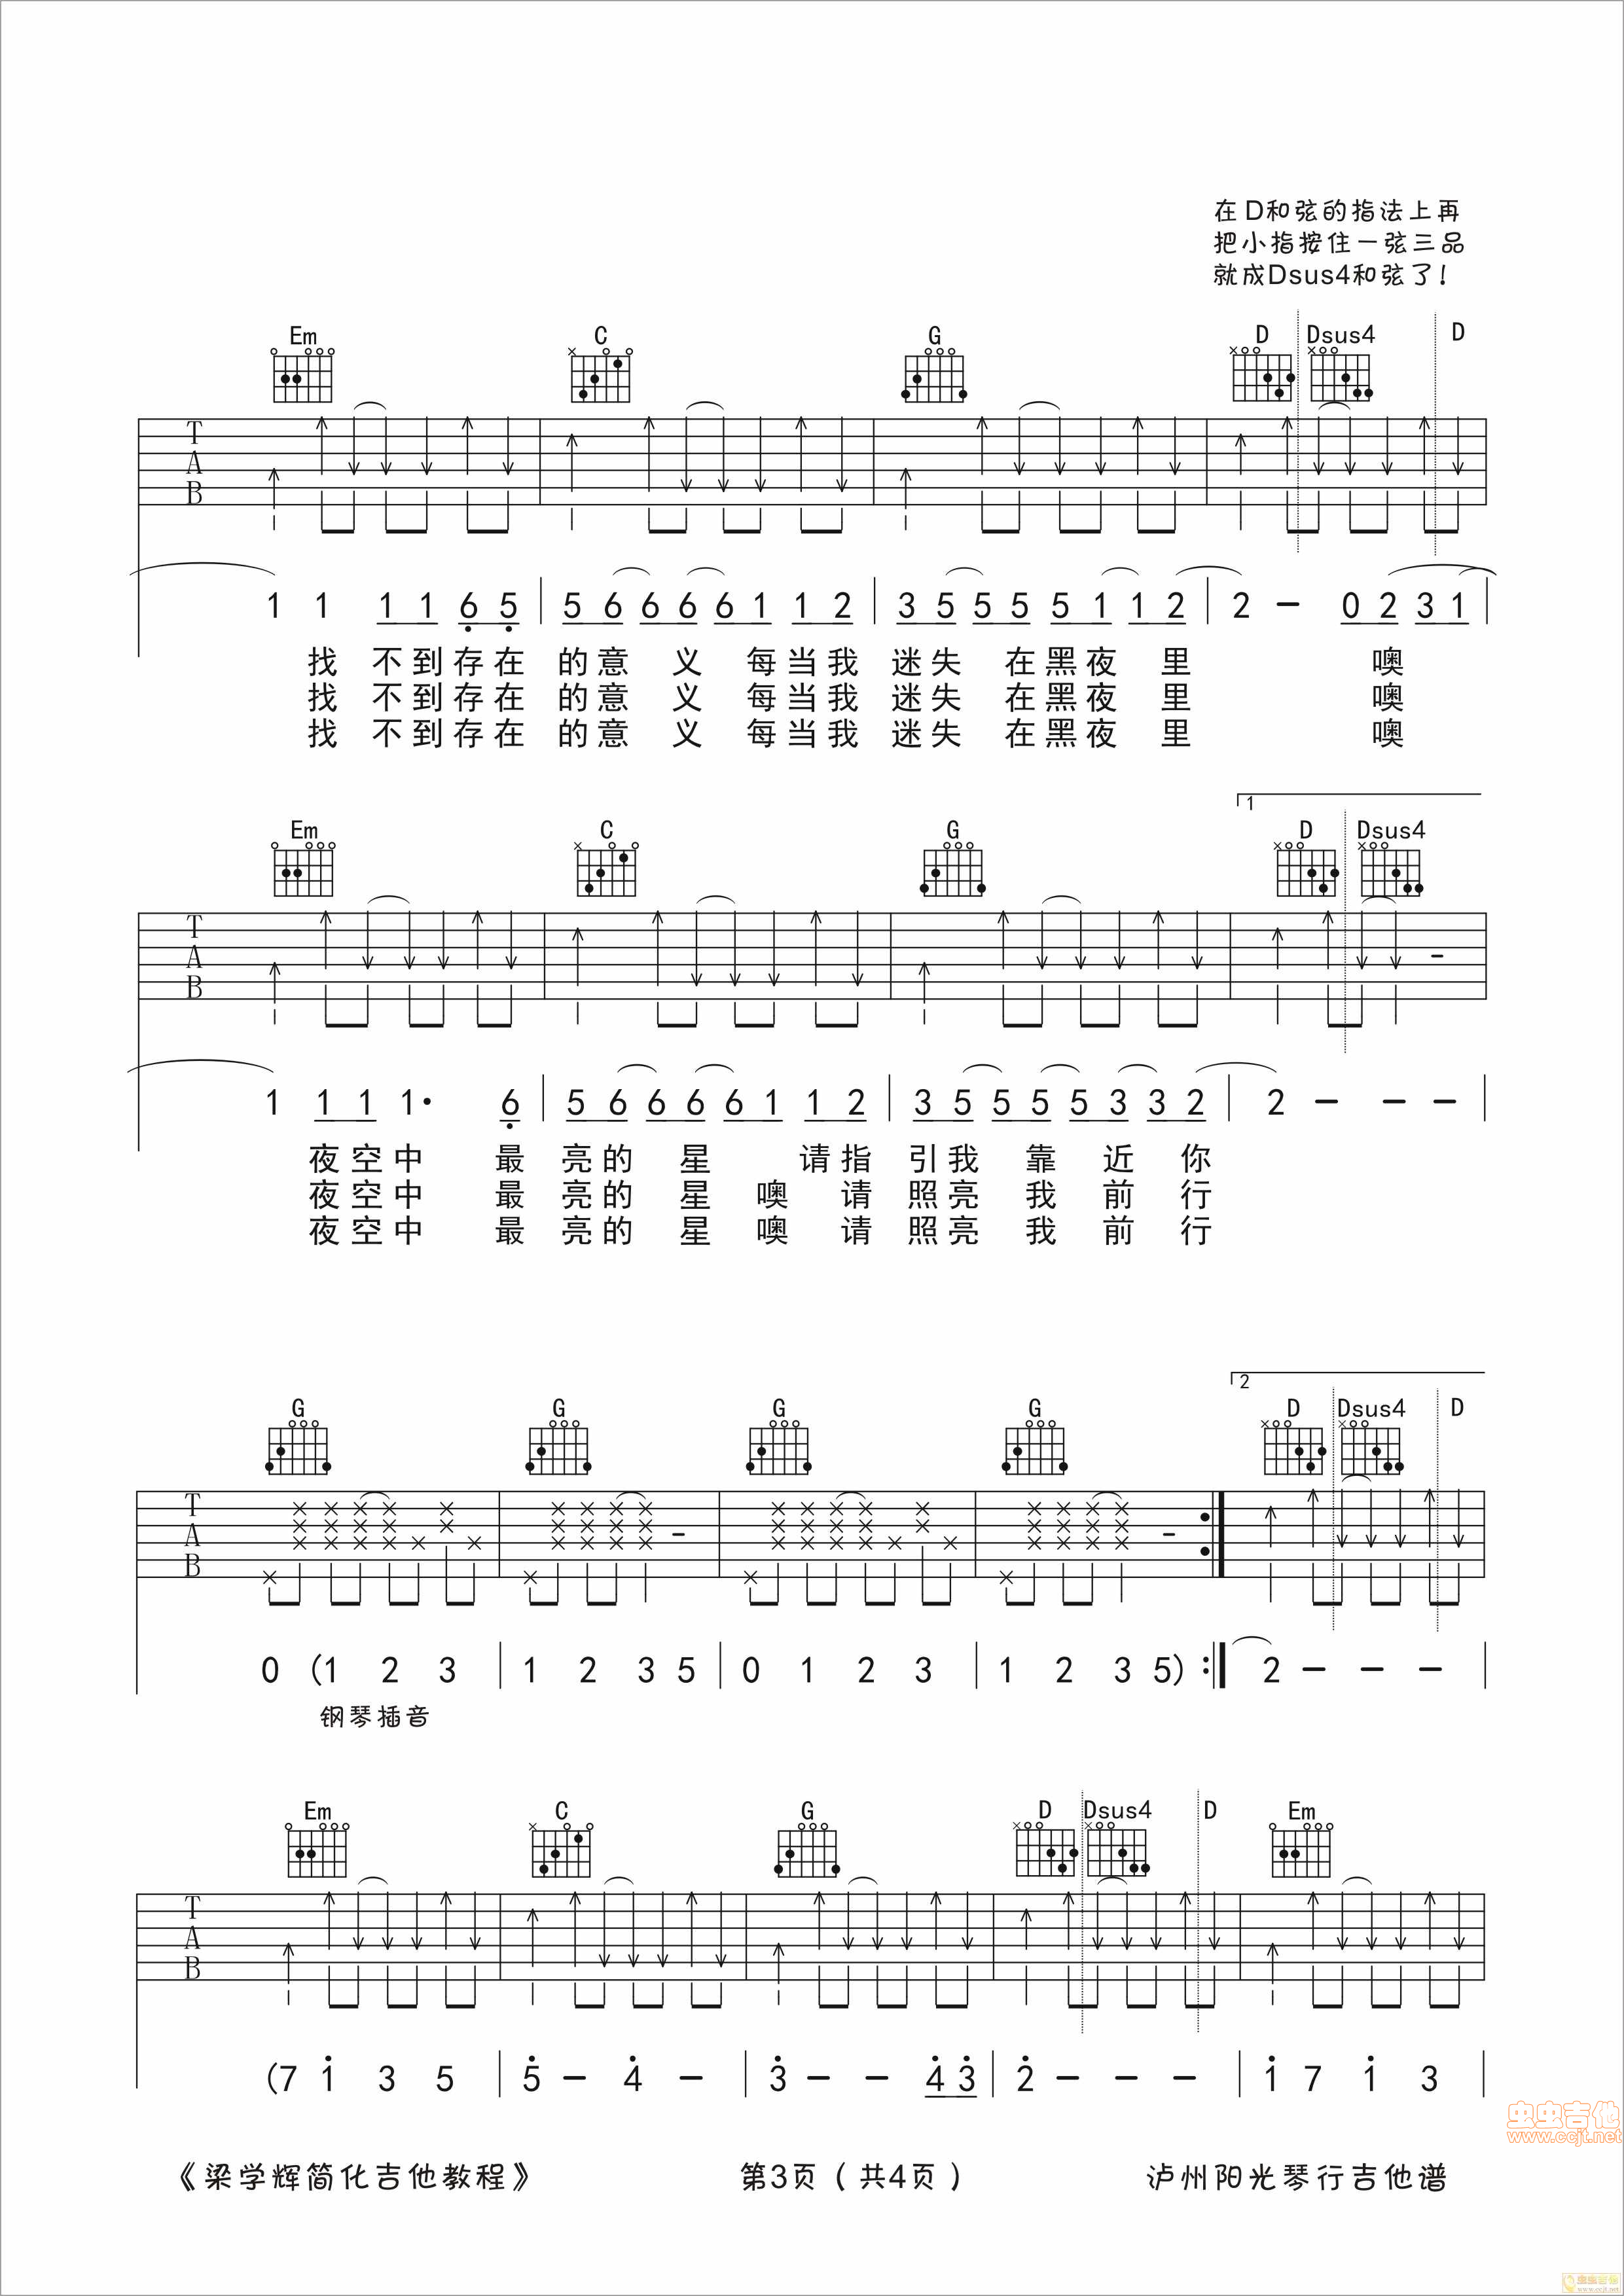 在D和弦的指法上再
把小指按住一弦三品
就成Dsus4和弦了!
Em C G D Dsus4 D
T
A
B
1 1 1 1 6 5 | 5 6 6 6 6 1 1 2 | 3 5 5 5 5 1 1 2 | 2 – 0 2 3 1 |
找 不到存在 的意 义 每当我 迷失 在黑夜 里 噢
找 不到存在 的意 义 每当我 迷失 在黑夜 里 噢
找 不到存在 的意 义 每当我 迷失 在黑夜 里 噢
1
Em C G D Dsus4
T
A
B
1 1 1 1· 6 | 5 6 6 6 6 1 1 2 | 3 5 5 5 5 3 3 2 | 2 – – – |
夜空中 最 亮的 星 请指 引我 靠 近 你
夜空中 最 亮的 星 噢 请 照亮 我 前 行
夜空中 最 亮的 星 噢 请 照亮 我 前 行
2
G G G G D Dsus4 D
T
A
B
0 (1 2 3 | 1 2 3 5 | 0 1 2 3 | 1 2 3 5) :| 2 – – – |
钢琴插音
Em C G D Dsus4 D Em
T
A
B
(7 1 3 5 | 5 – 4 – | 3 – – 4 3 | 2 – – – | 1 7 1 3 |
虫虫吉他
www.ccjt.net
《梁学辉简化吉他教程》 第3页（共4页） 泸州阳光琴行吉他谱
虫虫吉他
www.ccjt.net